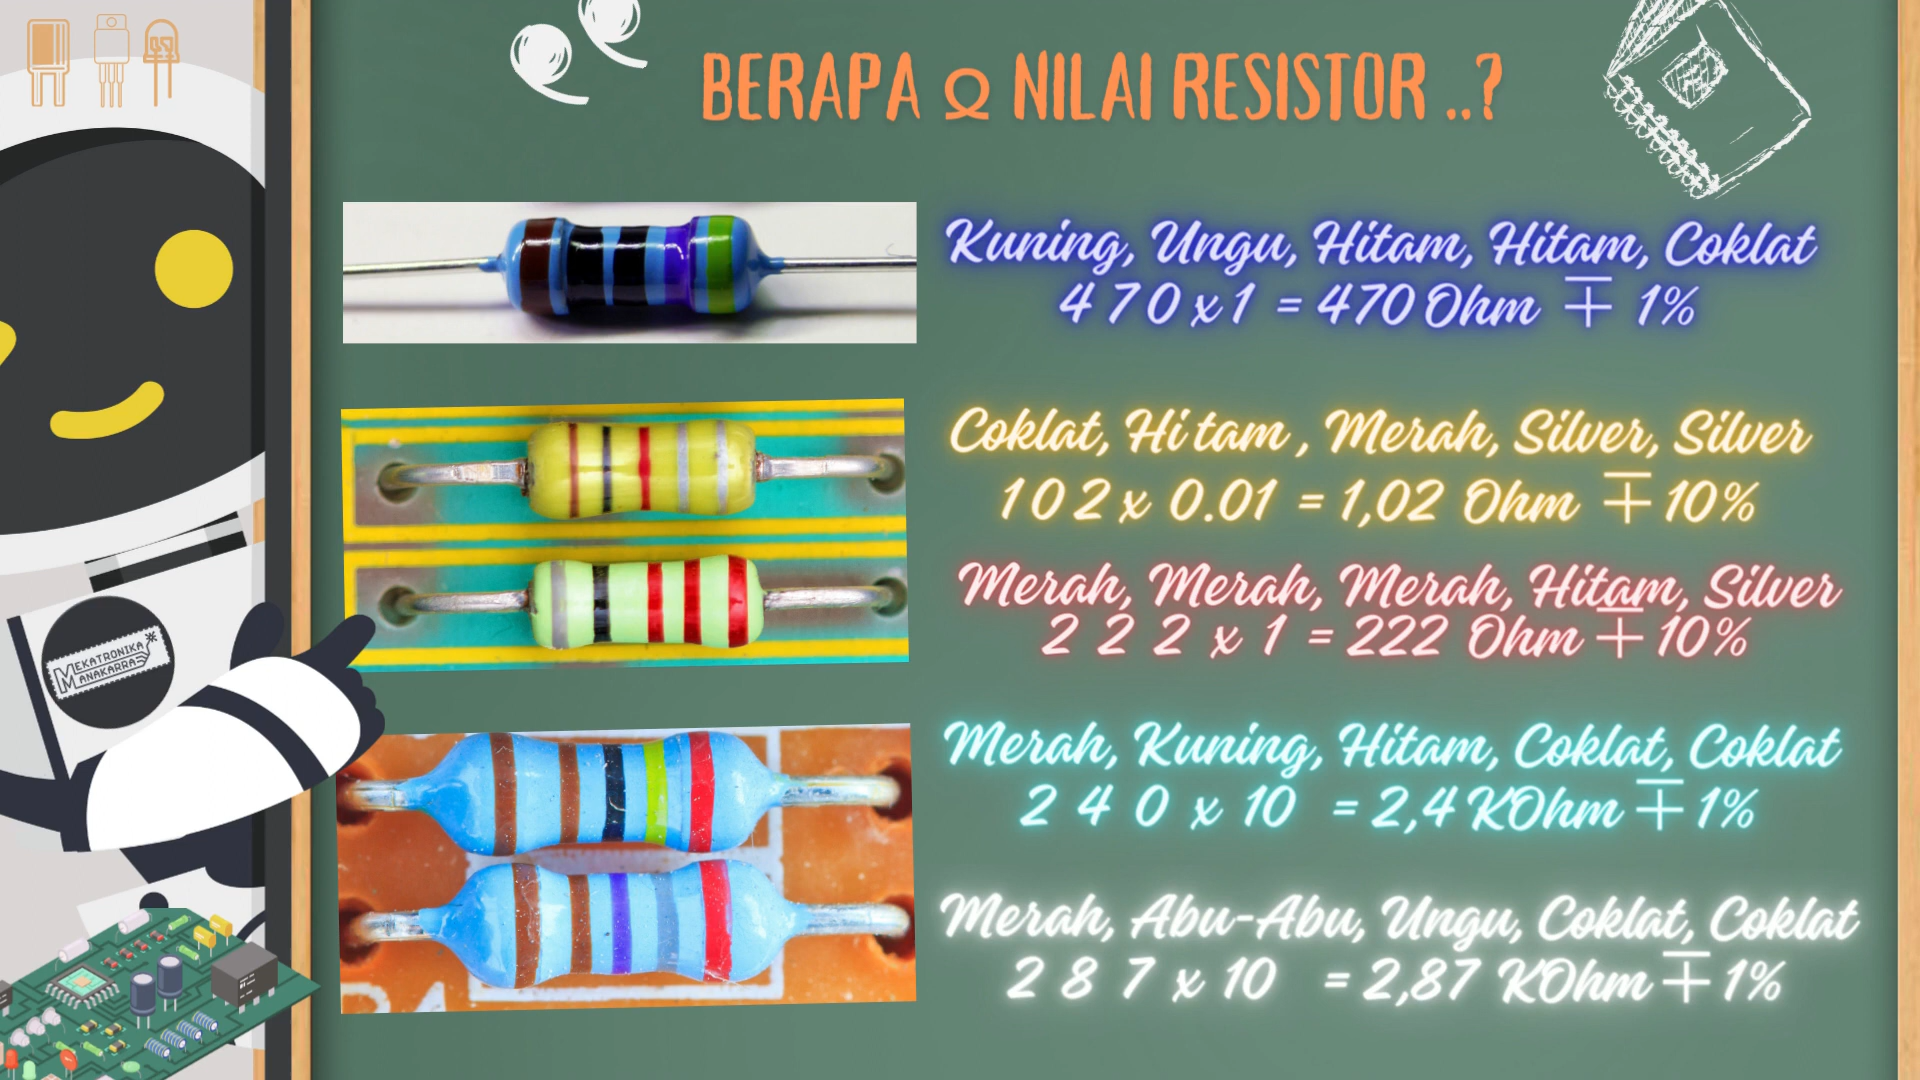 BERAPA Ω NILAI RESISTOR ..?
Kuning, Ungu, Hitam, Hitam, Coklat
4 7 0 x 1 = 470 Ohm ∓ 1%
Coklat, Hitam, Merah, Silver, Silver
1 0 2 x 0.01 = 1,02 Ohm ∓ 10%
Merah, Merah, Merah, Hitam, Silver
2 2 2 x 1 = 222 Ohm ∓ 10%
Merah, Kuning, Hitam, Coklat, Coklat
2 4 0 x 10 = 2,4 KOhm ∓ 1%
Merah, Abu-Abu, Ungu, Coklat, Coklat
2 8 7 x 10 = 2,87 KOhm ∓ 1%
MEKATRONIKA
MANAKARRA